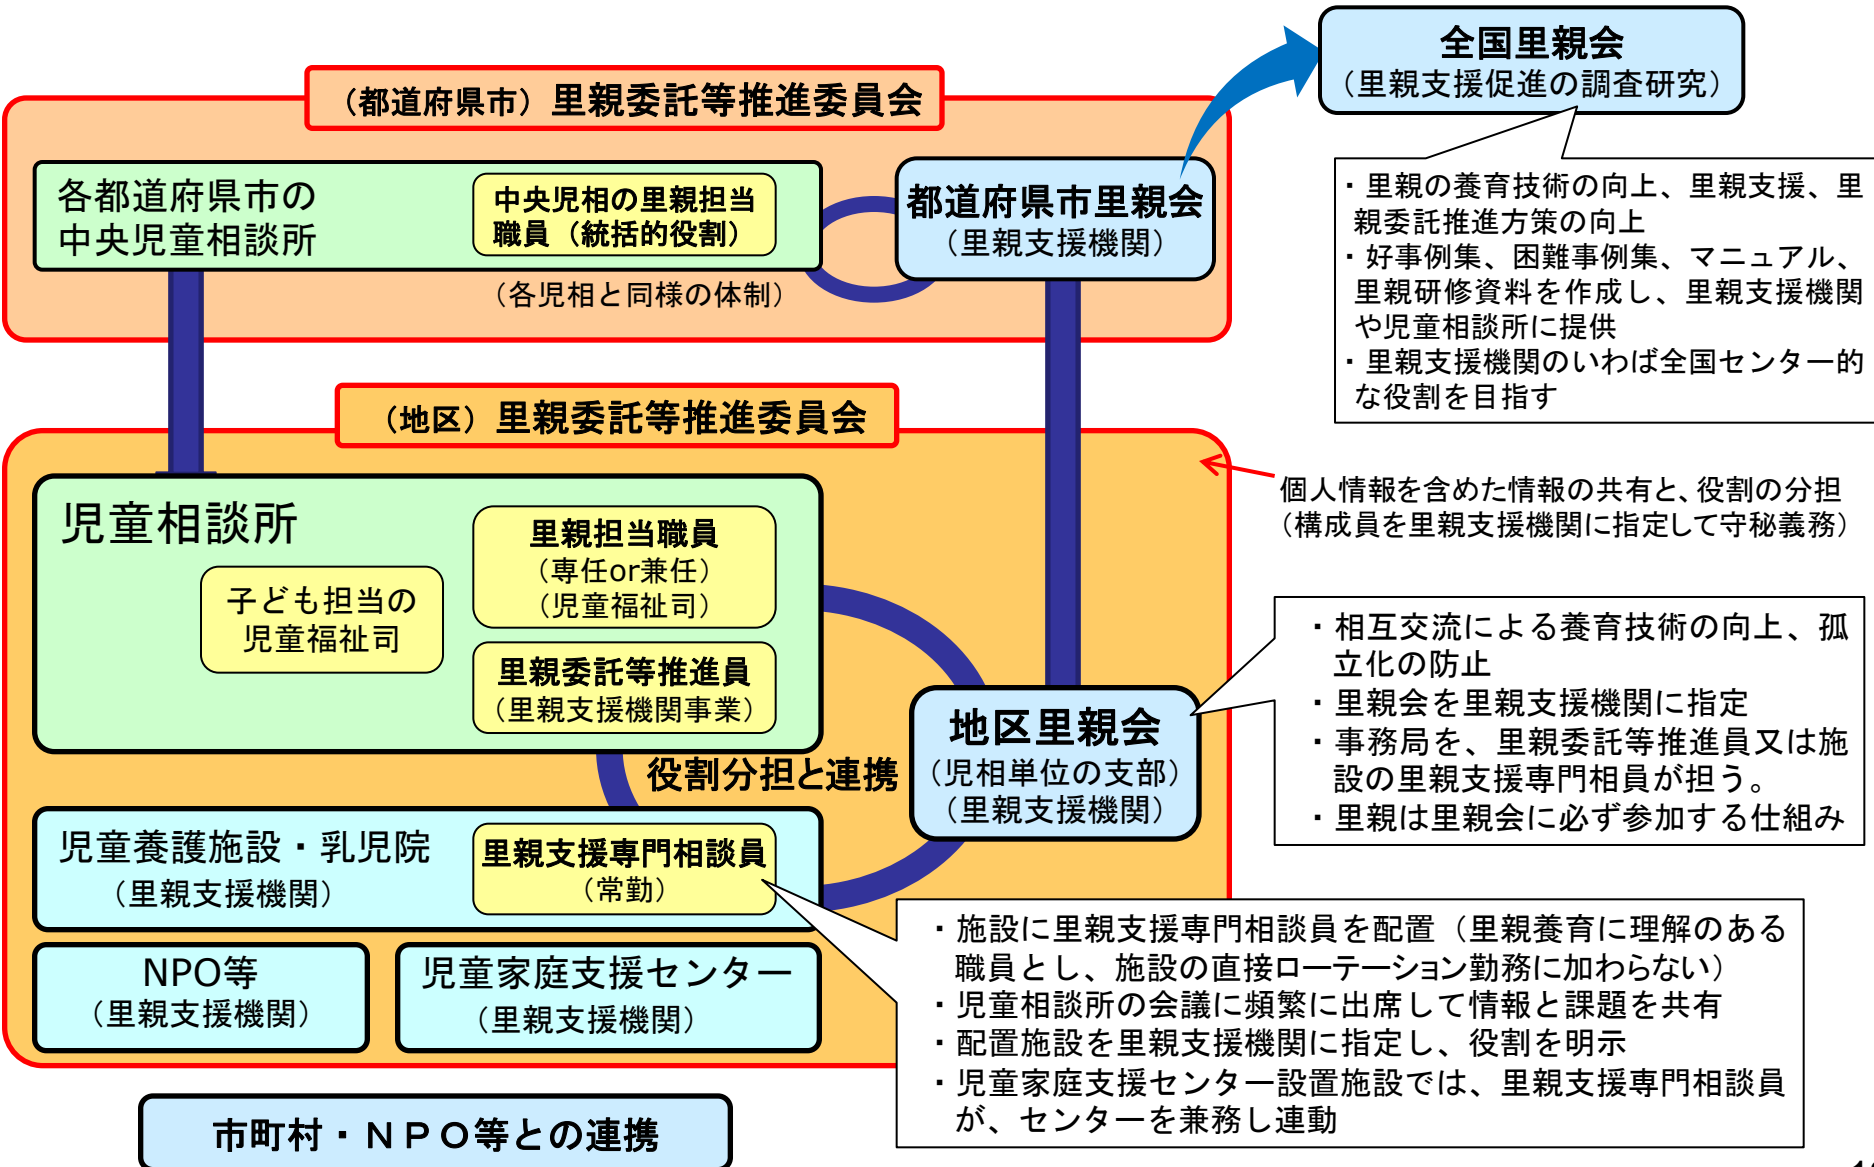 全国里親会
（里親支援促進の調査研究）
（都道府県市）里親委託等推進委員会
各都道府県市の
中央児童相談所
中央児相の里親担当
職員（統括的役割）
（各児相と同様の体制）
都道府県市里親会
（里親支援機関）
・里親の養育技術の向上、里親支援、里
親委託推進方策の向上
・好事例集、困難事例集、マニュアル、
里親研修資料を作成し、里親支援機関
や児童相談所に提供
・里親支援機関のいわば全国センター的
な役割を目指す
（地区）里親委託等推進委員会
個人情報を含めた情報の共有と、役割の分担
（構成員を里親支援機関に指定して守秘義務）
児童相談所
子ども担当の
児童福祉司
里親担当職員
（専任or兼任）
（児童福祉司）
里親委託等推進員
（里親支援機関事業）
役割分担と連携
地区里親会
（児相単位の支部）
（里親支援機関）
・相互交流による養育技術の向上、孤
立化の防止
・里親会を里親支援機関に指定
・事務局を、里親委託等推進員又は施
設の里親支援専門相員が担う。
・里親は里親会に必ず参加する仕組み
児童養護施設・乳児院
（里親支援機関）
里親支援専門相談員
（常勤）
NPO等
（里親支援機関）
児童家庭支援センター
（里親支援機関）
・施設に里親支援専門相談員を配置（里親養育に理解のある
職員とし、施設の直接ローテーション勤務に加わらない）
・児童相談所の会議に頻繁に出席して情報と課題を共有
・配置施設を里親支援機関に指定し、役割を明示
・児童家庭支援センター設置施設では、里親支援専門相談員
が、センターを兼務し連動
市町村・ＮＰＯ等との連携